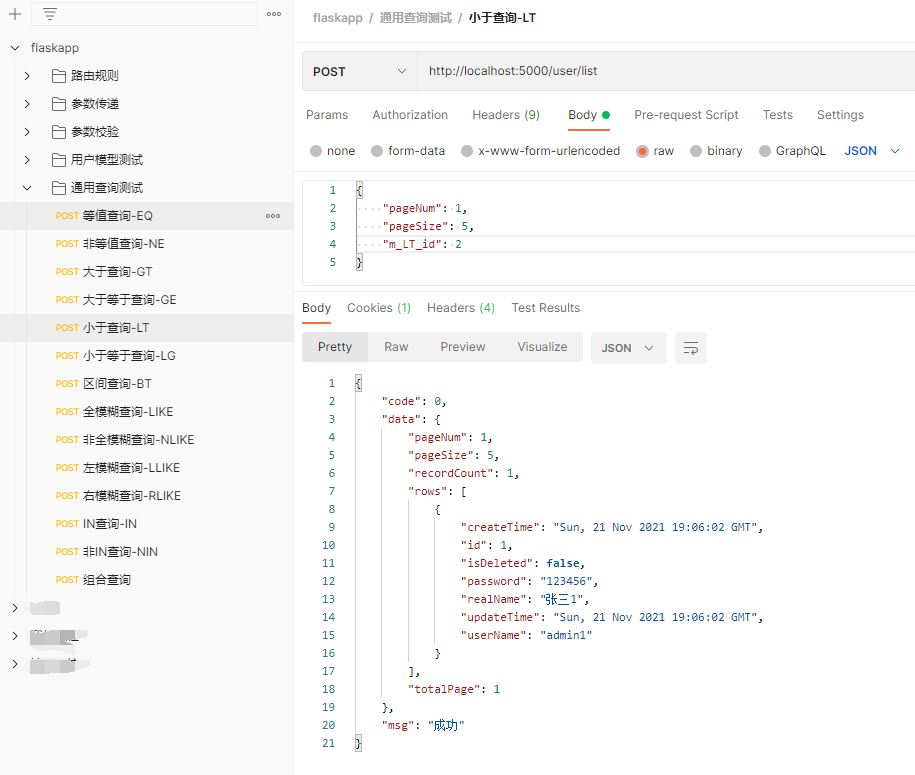 flaskapp
路由规则
参数传递
参数校验
用户模型测试
通用查询测试
POST 等值查询-EQ
POST 非等值查询-NE
POST 大于查询-GT
POST 大于等于查询-GE
POST 小于查询-LT
POST 小于等于查询-LG
POST 区间查询-BT
POST 全模糊查询-LIKE
POST 非全模糊查询-NLIKE
POST 左模糊查询-LLIKE
POST 右模糊查询-RLIKE
POST IN查询-IN
POST 非IN查询-NIN
POST 组合查询
flaskapp / 通用查询测试 / 小于查询-LT
POST http://localhost:5000/user/list
Params Authorization Headers (9) Body Pre-request Script Tests Settings
none form-data x-www-form-urlencoded raw binary GraphQL JSON
1 {
2 "pageNum": 1,
3 "pageSize": 5,
4 "m_LT_id": 2
5 }
Body Cookies (1) Headers (4) Test Results
Pretty Raw Preview Visualize JSON
1 {
2 "code": 0,
3 "data": {
4 "pageNum": 1,
5 "pageSize": 5,
6 "recordCount": 1,
7 "rows": [
8 {
9 "createTime": "Sun, 21 Nov 2021 19:06:02 GMT",
10 "id": 1,
11 "isDeleted": false,
12 "password": "123456",
13 "realName": "张三1",
14 "updateTime": "Sun, 21 Nov 2021 19:06:02 GMT",
15 "userName": "admin1"
16 }
17 ],
18 "totalPage": 1
19 },
20 "msg": "成功"
21 }